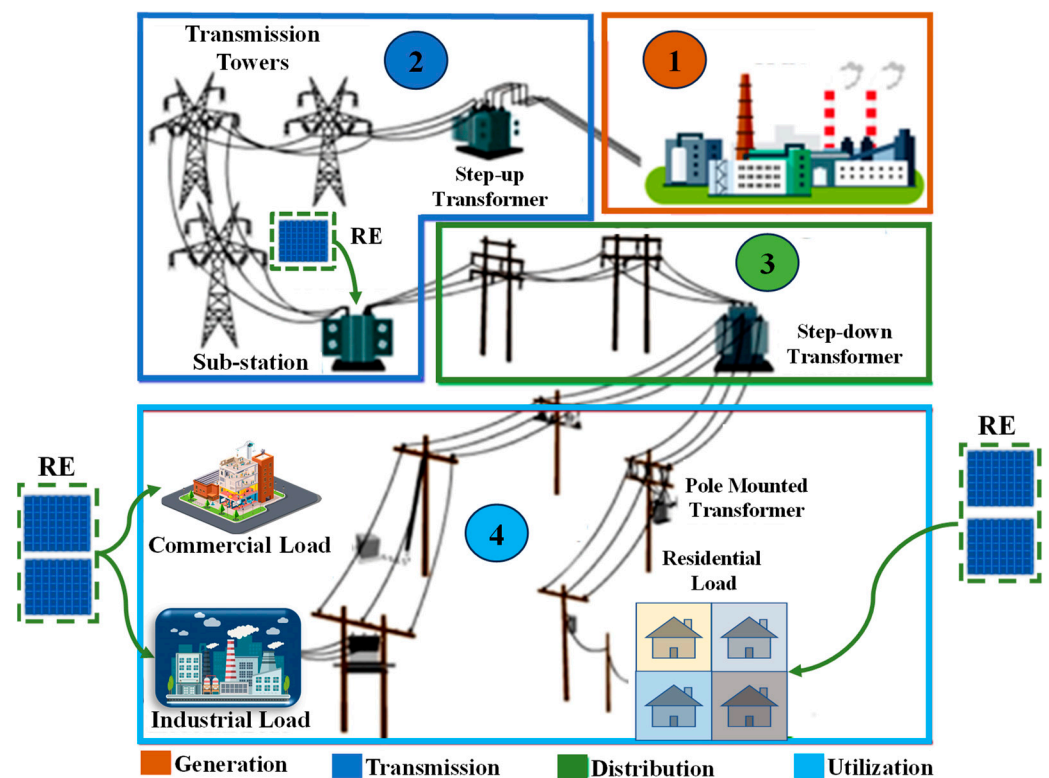 Transmission
Towers
2
1
Step-up
Transformer
RE
3
Sub-station
Step-down
Transformer
RE
RE
Pole Mounted
Transformer
Commercial Load
4
Residential
Load
Industrial Load
Generation
Transmission
Distribution
Utilization